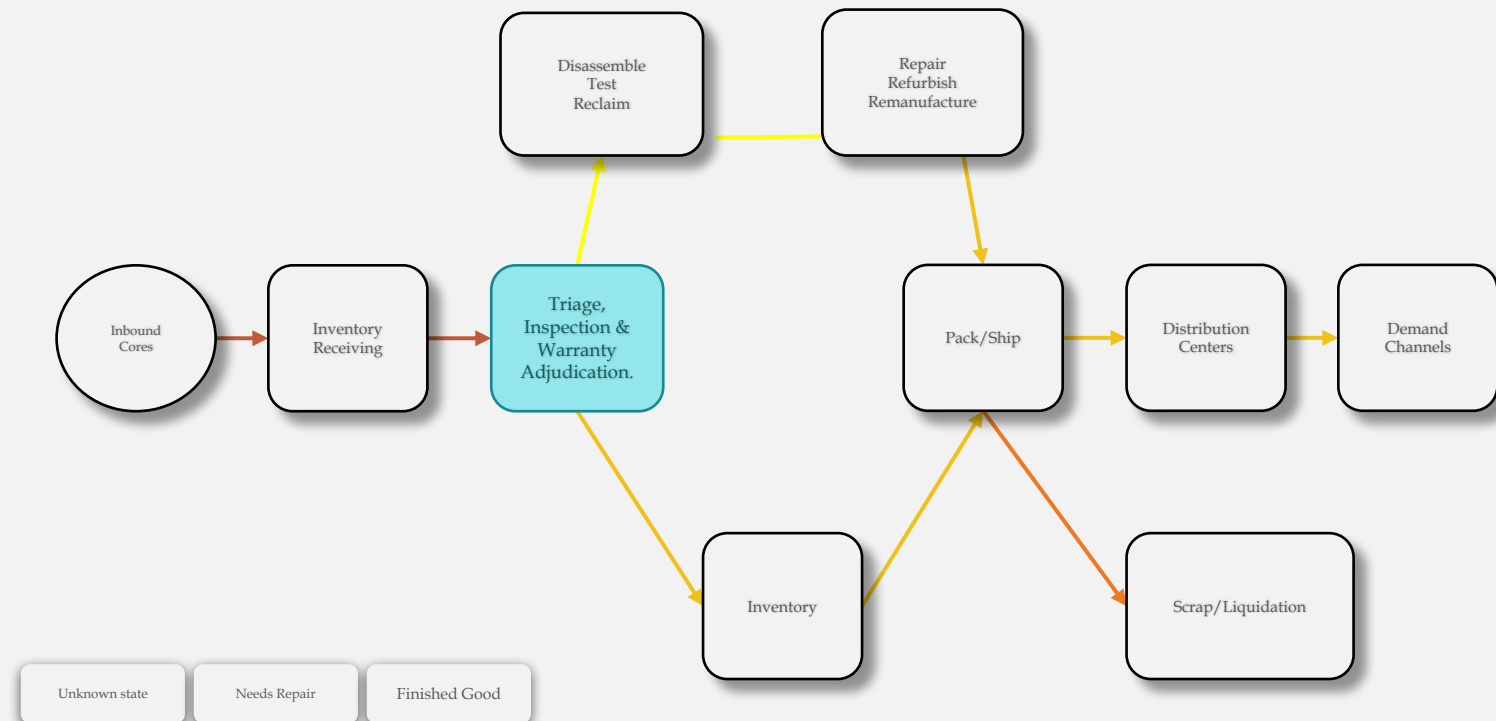 Disassemble
Test
Reclaim
Repair
Refurbish
Remanufacture
Inbound
Cores
Inventory
Receiving
Triage,
Inspection &
Warranty
Adjudication.
Pack/Ship
Distribution
Centers
Demand
Channels
Inventory
Scrap/Liquidation
Unknown state
Needs Repair
Finished Good